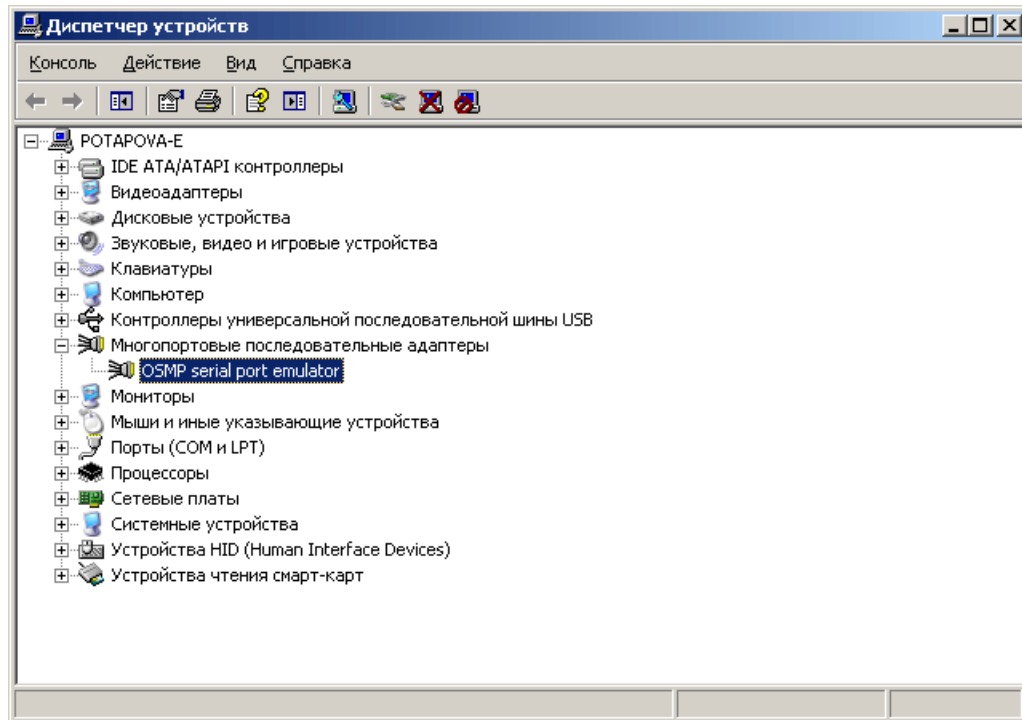 Диспетчер устройств
Консоль Действие Вид Справка
POTAPOVA-E
IDE ATA/ATAPI контроллеры
Видеоадаптеры
Дисковые устройства
Звуковые, видео и игровые устройства
Клавиатуры
Компьютер
Контроллеры универсальной последовательной шины USB
Многопортовые последовательные адаптеры
OSMP serial port emulator
Мониторы
Мыши и иные указывающие устройства
Порты (COM и LPT)
Процессоры
Сетевые платы
Системные устройства
Устройства HID (Human Interface Devices)
Устройства чтения смарт-карт